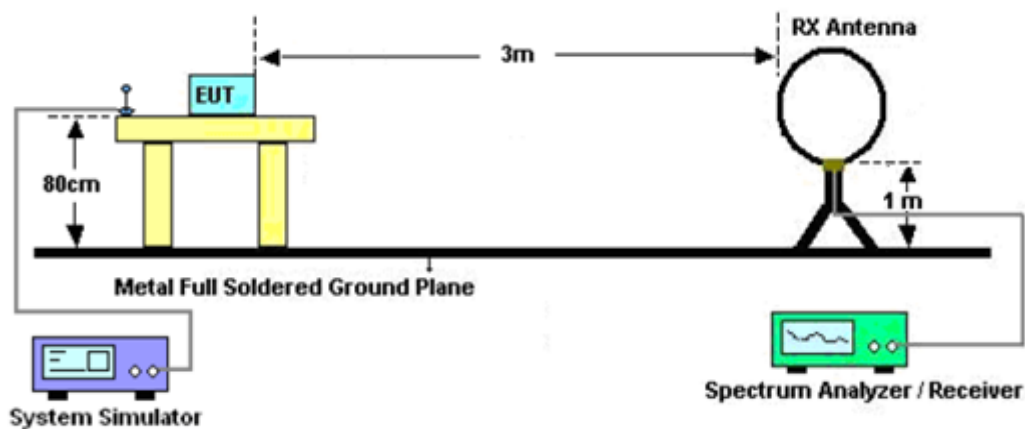 RX Antenna
3m
EUT
80cm
1 m
Metal Full Soldered Ground Plane
System Simulator
Spectrum Analyzer / Receiver